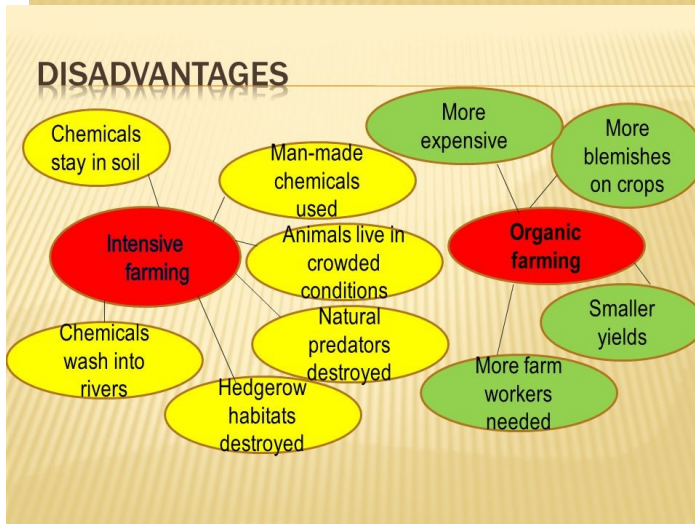 DISADVANTAGES
Chemicals
stay in soil
Man-made
chemicals
used
Intensive
farming
Animals live in
crowded
conditions
Natural
predators
destroyed
Chemicals
wash into
rivers
Hedgerow
habitats
destroyed
More
expensive
More
blemishes
on crops
Organic
farming
Smaller
yields
More farm
workers
needed